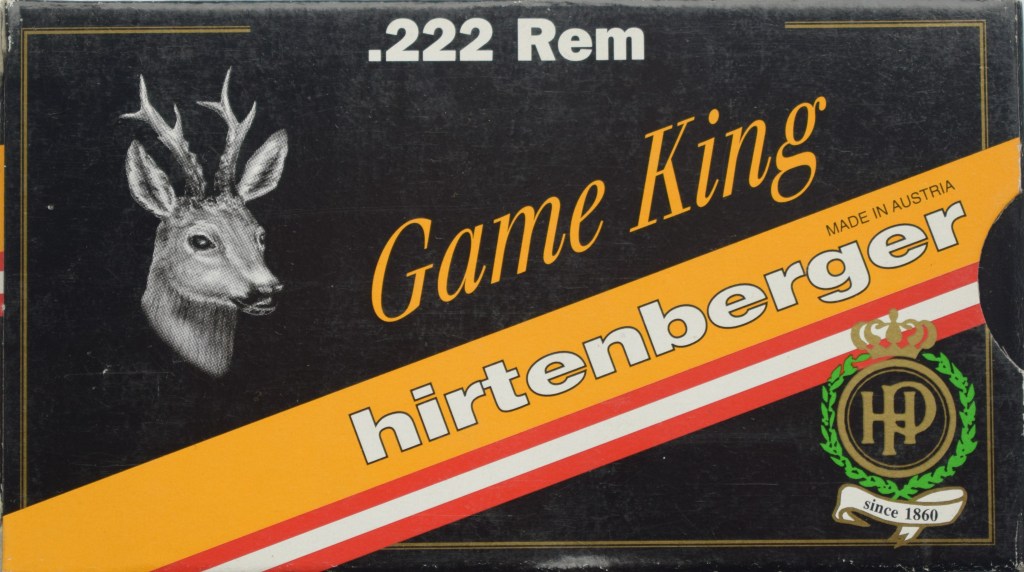 .222 Rem
Game King
MADE IN AUSTRIA
hirtenberger
HP
since 1860